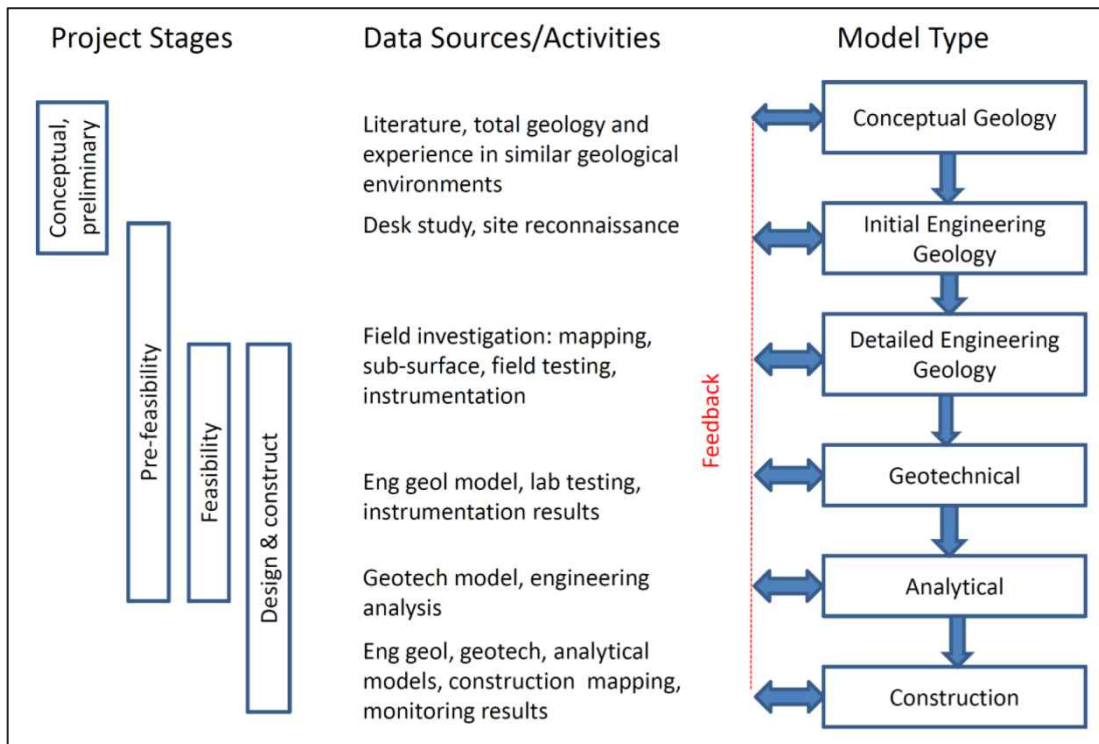 Project Stages
Data Sources/Activities
Model Type
Conceptual,
preliminary
Pre-feasibility
Feasibility
Design & construct
Literature, total geology and
experience in similar geological
environments
Desk study, site reconnaissance
Field investigation: mapping,
sub-surface, field testing,
instrumentation
Eng geol model, lab testing,
instrumentation results
Geotech model, engineering
analysis
Eng geol, geotech, analytical
models, construction mapping,
monitoring results
Feedback
Conceptual Geology
Initial Engineering
Geology
Detailed Engineering
Geology
Geotechnical
Analytical
Construction